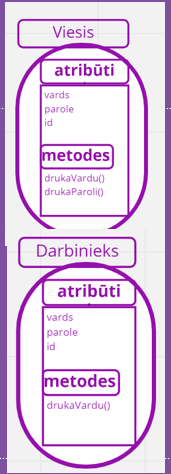 Viesis
atribūti
vards
parole
id
metodes
drukaVardu()
drukaParoli()
Darbinieks
atribūti
vards
parole
id
metodes
drukaVardu()